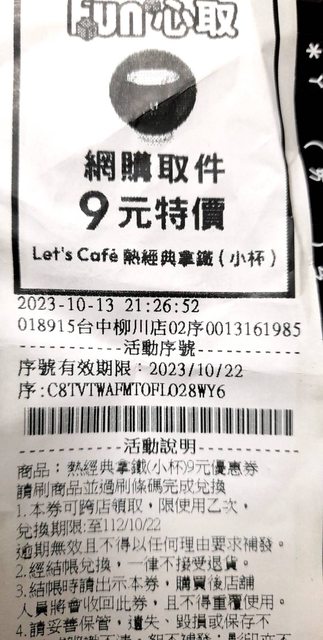 Fun心取
網購取件
9元特價
Let's Café 熱經典拿鐵(小杯)
2023-10-13 21:26:52
018915台中柳川店02序0013161985
----------活動序號----------
序號有效期限：2023/10/22
序:C8TVTWAFMTOFLO28WY6
----------活動說明----------
商品：熱經典拿鐵(小杯)9元優惠券
請刷商品並過刷條碼完成兌換
1.本券可跨店領取，限使用乙次，
兌換期限:至112/10/22
逾期無效且不得以任何理由要求補發。
2.經結帳兌換，一律不接受退貨。
3.結帳時請出示本券，購買後店舖
人員將會收回此券，且不得重覆使用。
4.請妥善保管，遺失、毀損或保存不